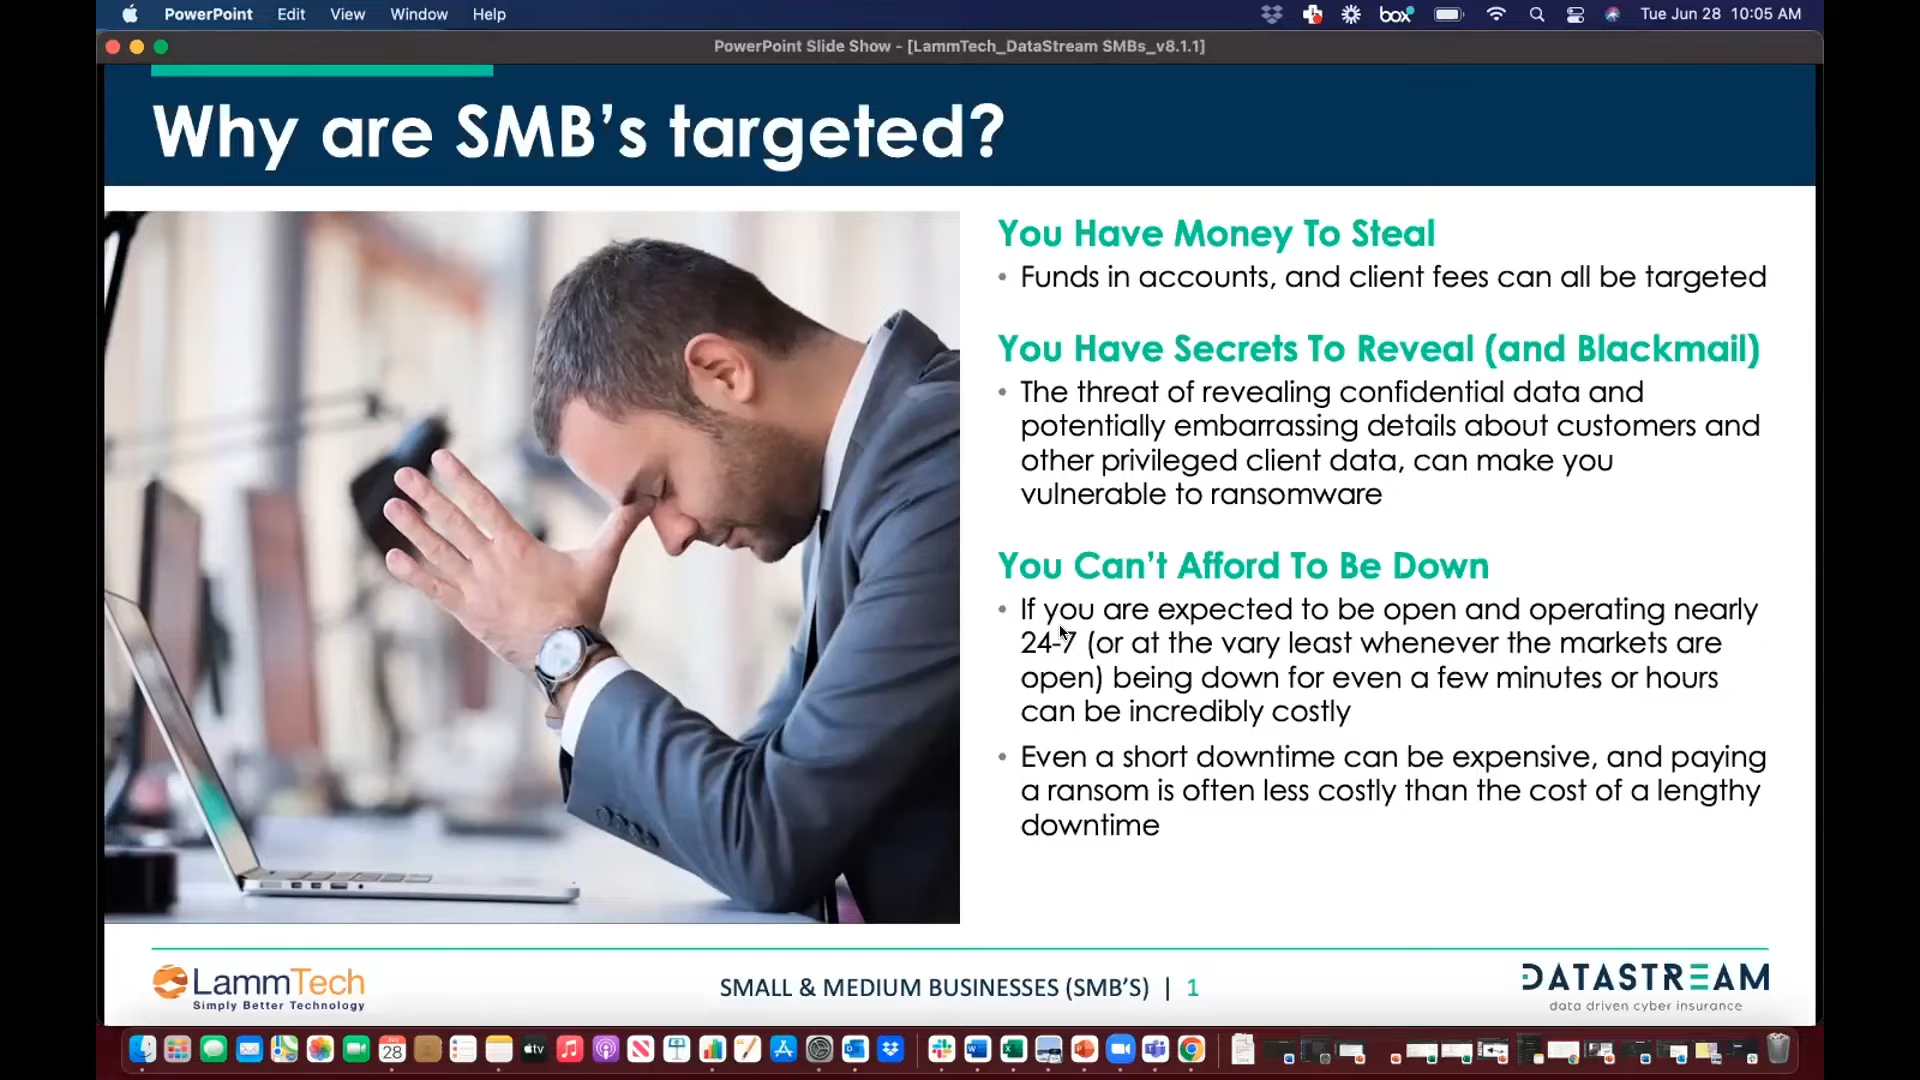 PowerPoint Edit View Window Help
box
Tue Jun 28 10:05 AM
PowerPoint Slide Show - [LammTech_DataStream SMBs_v8.1.1]
Why are SMB’s targeted?
You Have Money To Steal
• Funds in accounts, and client fees can all be targeted
You Have Secrets To Reveal (and Blackmail)
• The threat of revealing confidential data and
potentially embarrassing details about customers and
other privileged client data, can make you
vulnerable to ransomware
You Can’t Afford To Be Down
• If you are expected to be open and operating nearly
24-7 (or at the vary least whenever the markets are
open) being down for even a few minutes or hours
can be incredibly costly
• Even a short downtime can be expensive, and paying
a ransom is often less costly than the cost of a lengthy
downtime
LammTech
Simply Better Technology
SMALL & MEDIUM BUSINESSES (SMB’S) | 1
DATASTREAM
data driven cyber insurance
28
tv